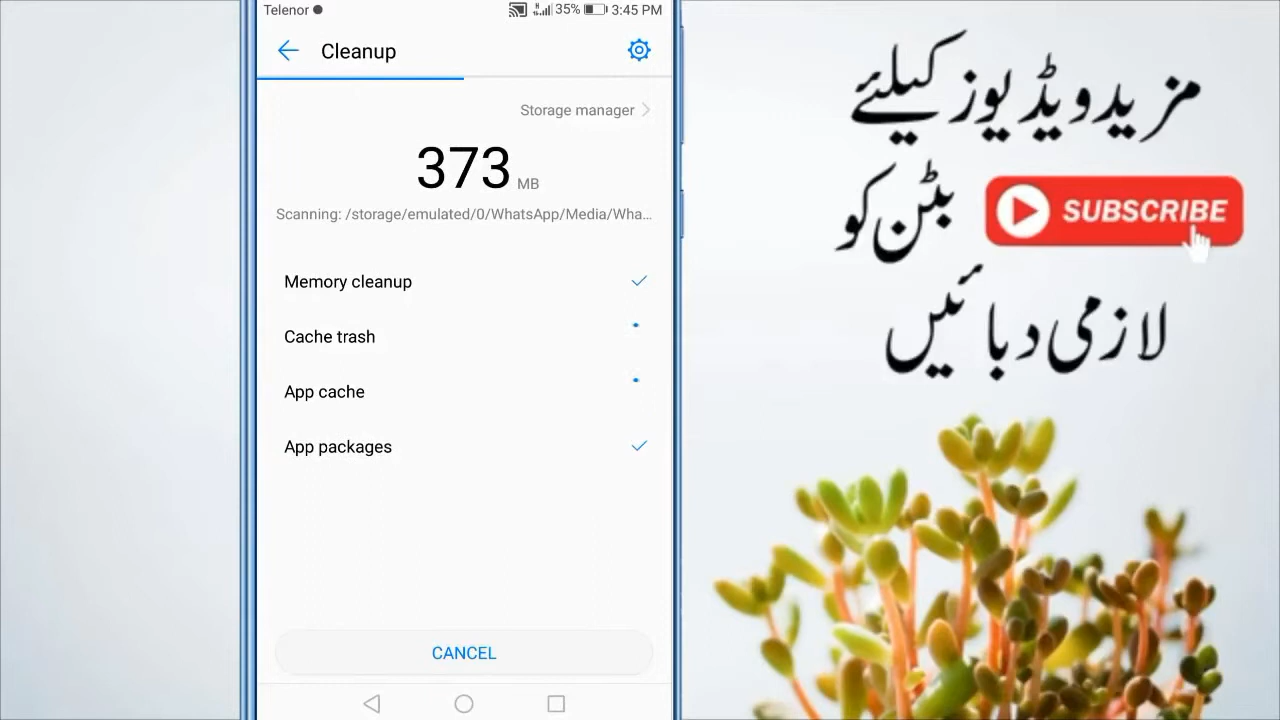 Telenor
35% 3:45 PM
Cleanup
Storage manager
373 MB
Scanning: /storage/emulated/0/WhatsApp/Media/Wha...
Memory cleanup
Cache trash
App cache
App packages
CANCEL
مزید ویڈیوز کیلئے
SUBSCRIBE بٹن کو
لازمی دبائیں